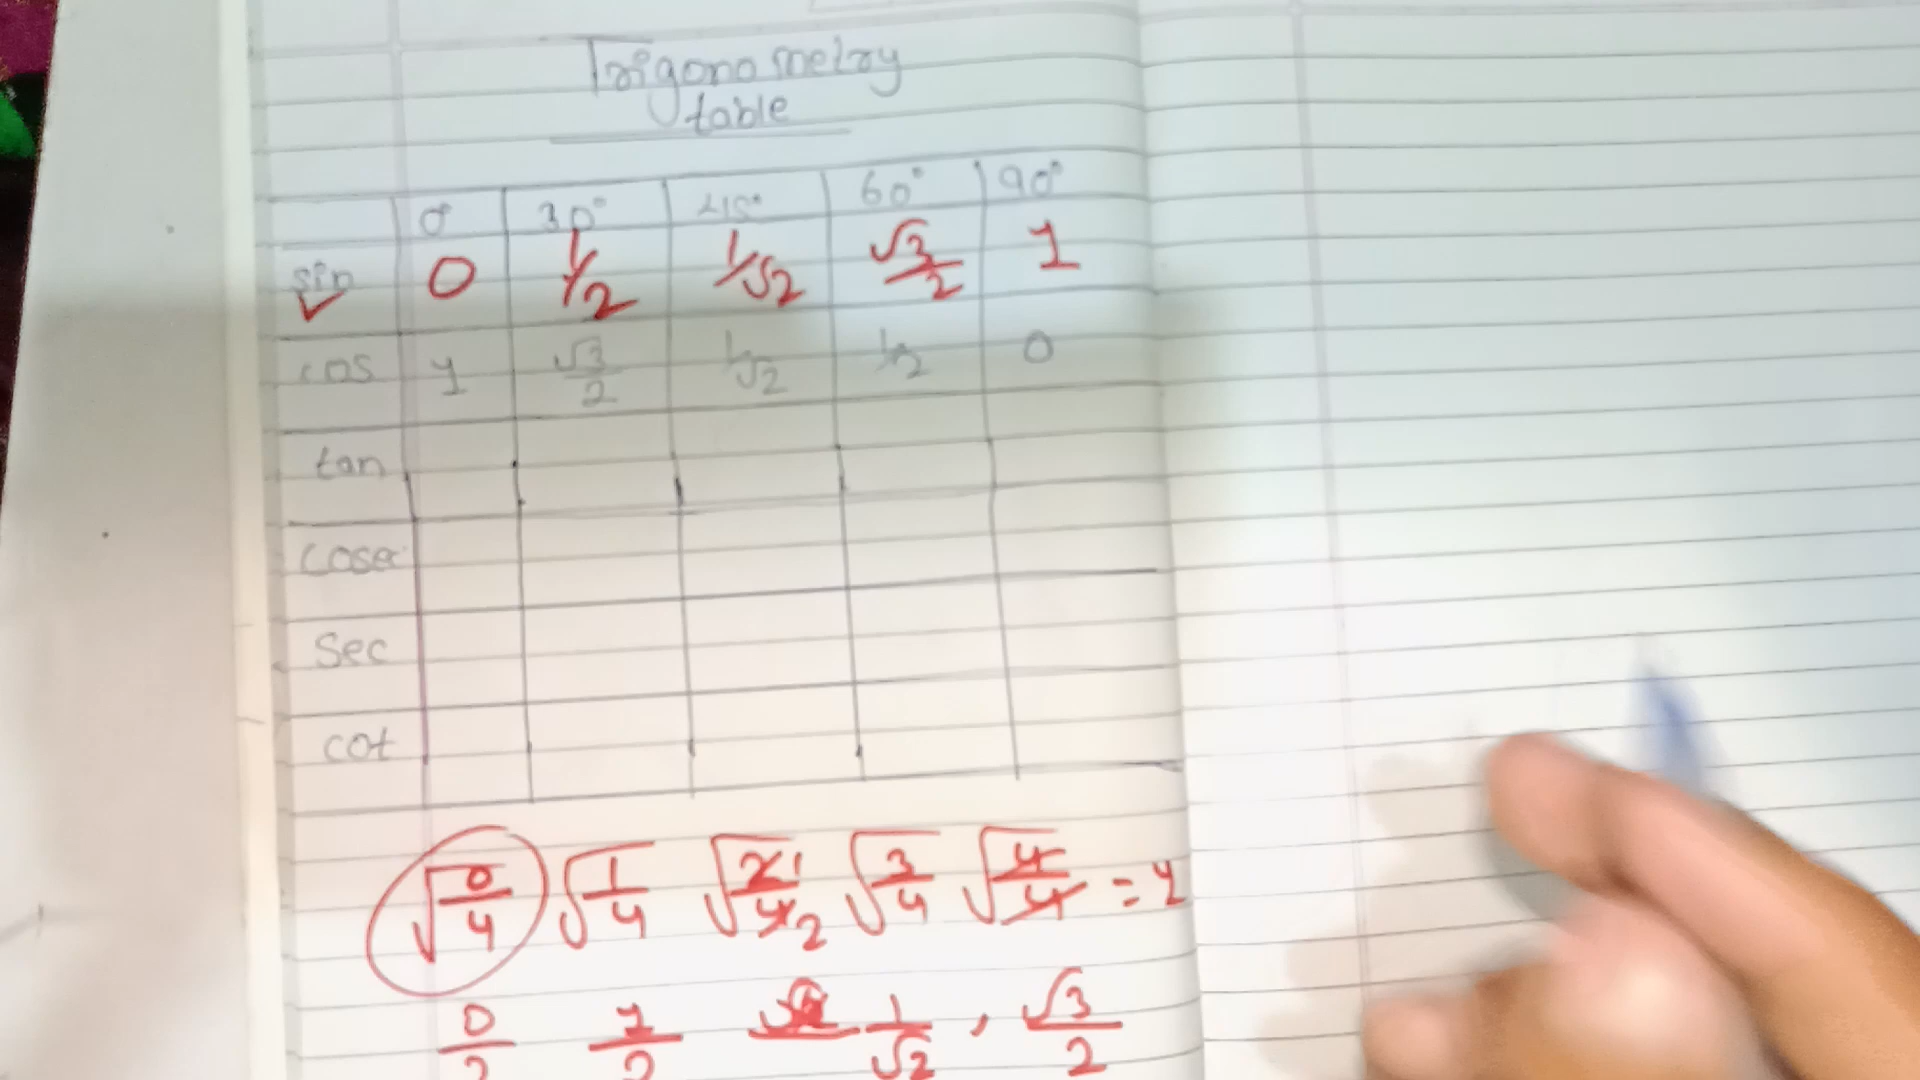 Trigonometry
table
0° 30° 45° 60° 90°
sin 0 1/2 1/√2 √3/2 1
cos 1 √3/2 1/√2 1/2 0
tan
Cosec
Sec
cot
√0/4 √1/4 √2/4 1 2 √3/4 √4/4 = 1
0/2 1/2 1/√2 , √3/2